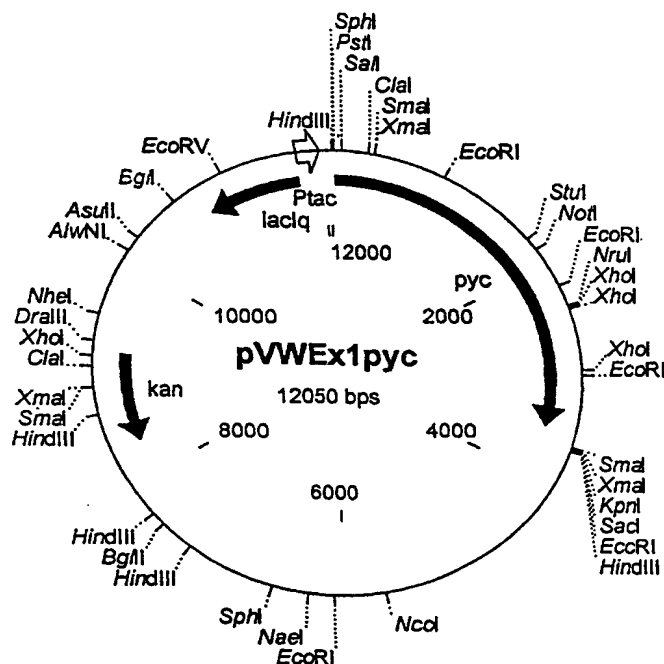 SphI
PstI
SalI
ClaI
SmaI
XmaI
HindIII
EcoRV
EcoRI
BglI
StuI
NotI
AsuII
AlwNI
Ptac
lacIq
12000
EcoRI
NruI
XhoI
XhoI
pyc
2000
10000
NheI
DraIII
XhoI
ClaI
pVWEx1pyc
XhoI
EcoRI
kan
12050 bps
XmaI
SmaI
HindIII
8000
4000
SmaI
XmaI
KpnI
SacI
EccRI
HindIII
6000
HindIII
BglII
HindIII
SphI
NaeI
EcoRI
NcoI